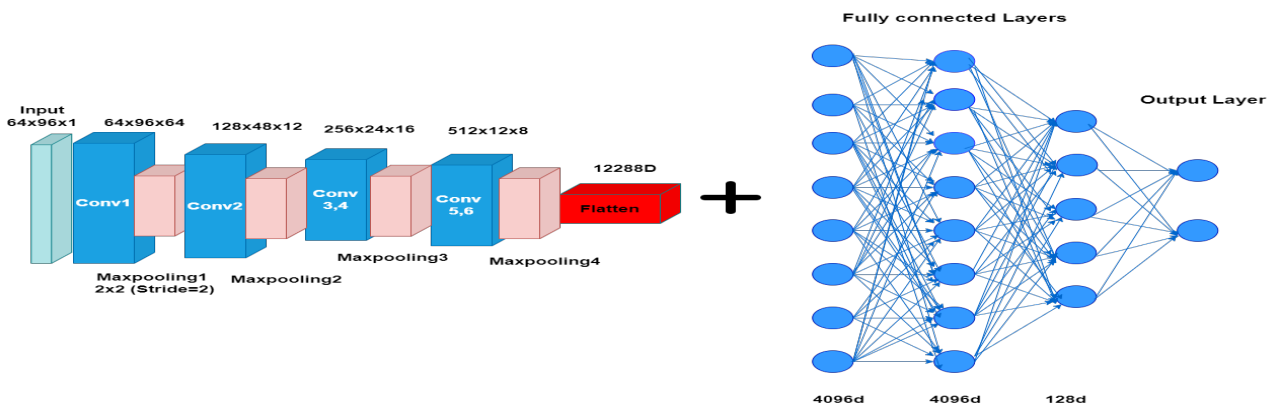 Fully connected Layers
Input
64x96x1
64x96x64
128x48x12
256x24x16
512x12x8
12288D
Output Layer
Conv1
Conv2
Conv
3,4
Conv
5,6
Flatten
Maxpooling1
2x2 (Stride=2)
Maxpooling2
Maxpooling3
Maxpooling4
4096d
4096d
128d